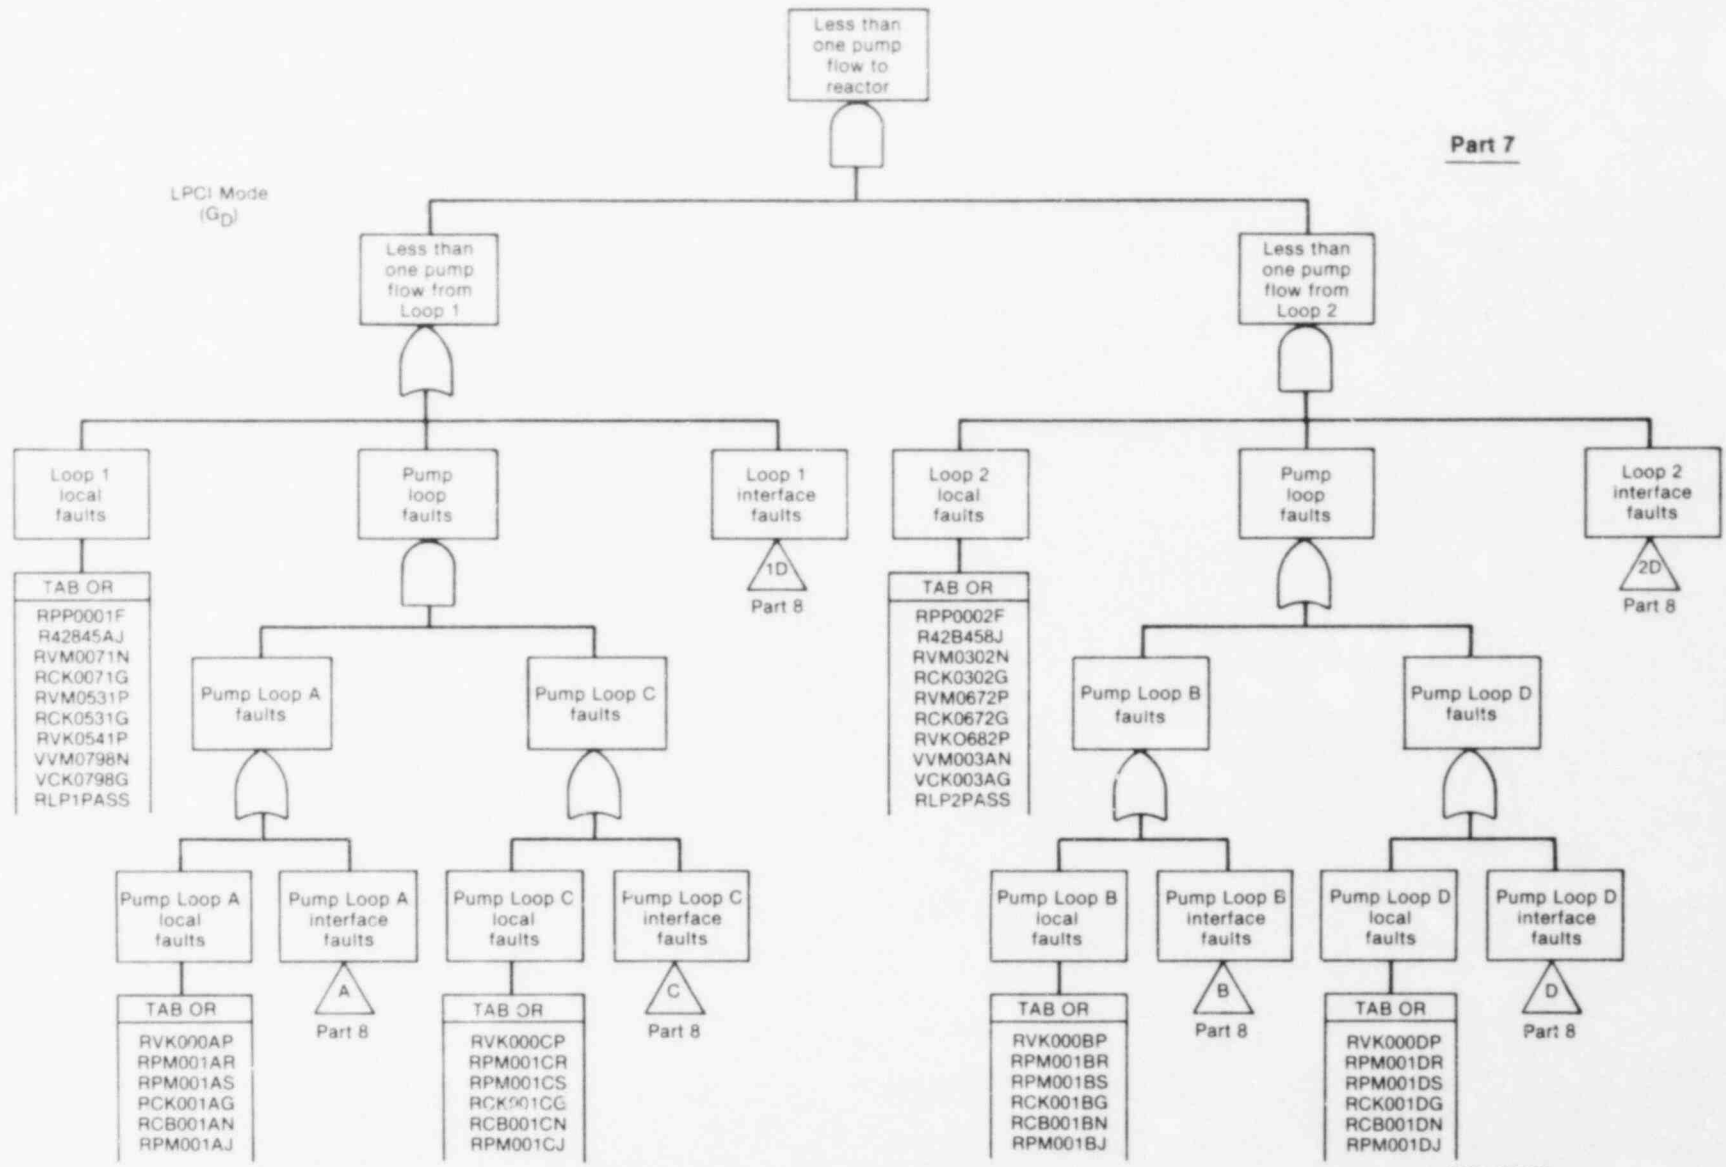 Less than
one pump
flow to
reactor
Part 7
LPCI Mode
(GD)
Less than
one pump
flow from
Loop 1
Less than
one pump
flow from
Loop 2
Loop 1
local
faults
Pump
loop
faults
Loop 1
interface
faults
Loop 2
local
faults
Pump
loop
faults
Loop 2
interface
faults
1D
Part 8
2D
Part 8
TAB OR
RPP0001F
R42845AJ
RVM0071N
RCK0071G
RVM0531P
RCK0531G
RVK0541P
VVM0798N
VCK0798G
RLP1PASS
TAB OR
RPP0002F
R42B458J
RVM0302N
RCK0302G
RVM0672P
RCK0672G
RVKO682P
VVM003AN
VCK003AG
RLP2PASS
Pump Loop A
faults
Pump Loop C
faults
Pump Loop B
faults
Pump Loop D
faults
Pump Loop A
local
faults
Pump Loop A
interface
faults
Pump Loop C
local
faults
Pump Loop C
interface
faults
Pump Loop B
local
faults
Pump Loop B
interface
faults
Pump Loop D
local
faults
Pump Loop D
interface
faults
A
Part 8
C
Part 8
B
Part 8
D
Part 8
TAB OR
RVK000AP
RPM001AR
RPM001AS
RCK001AG
RCB001AN
RPM001AJ
TAB OR
RVK000CP
RPM001CR
RPM001CS
RCK001CG
RCB001CN
RPM001CJ
TAB OR
RVK000BP
RPM001BR
RPM001BS
RCK001BG
RCB001BN
RPM001BJ
TAB OR
RVK000DP
RPM001DR
RPM001DS
RCK001DG
RCB001DN
RPM001DJ